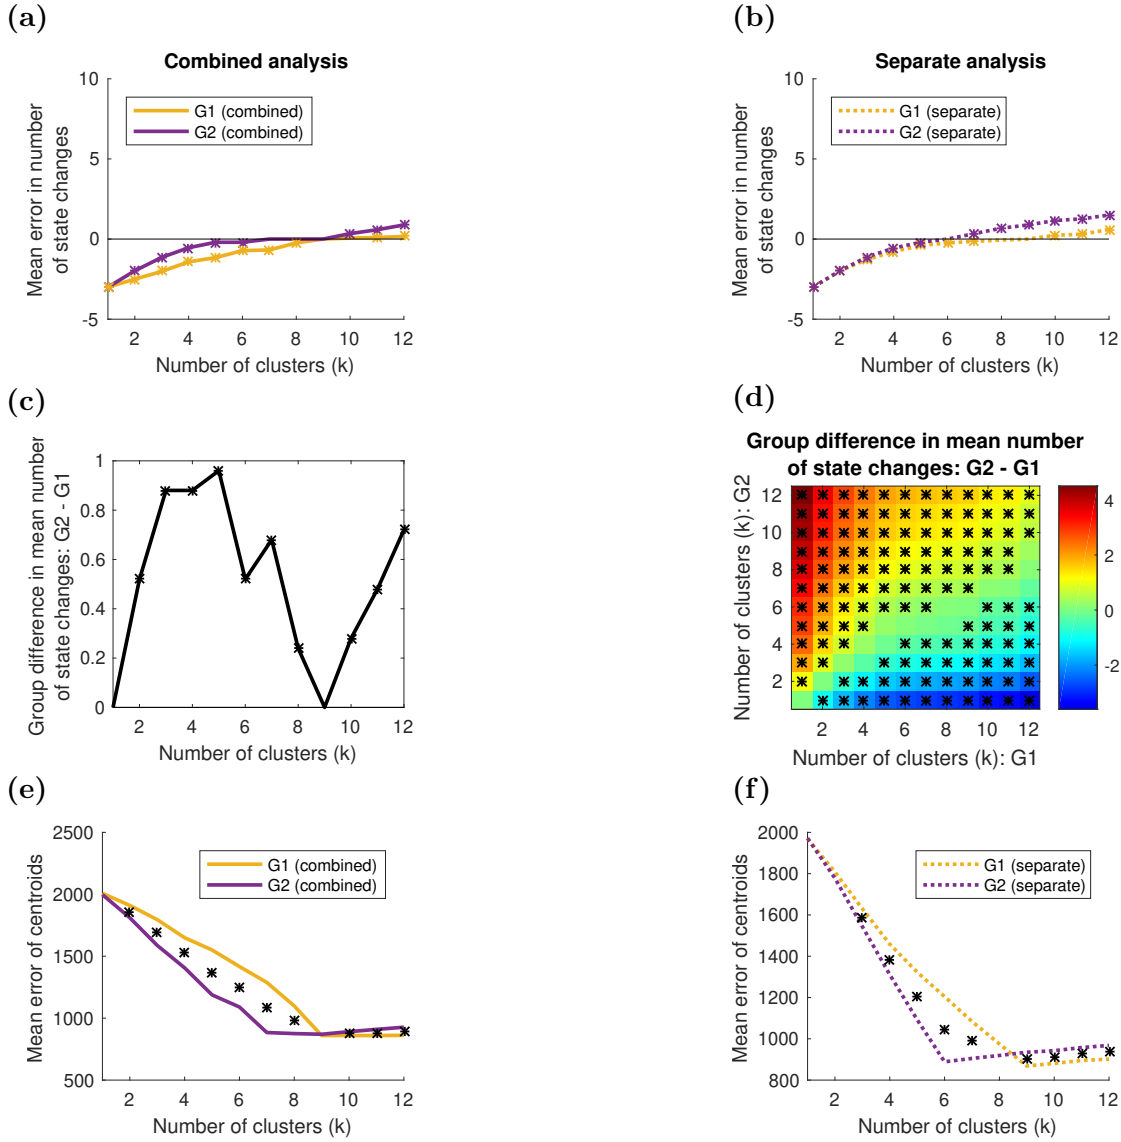 (a)
Combined analysis
10
5
0
-5
Mean error in number
of state changes
G1 (combined)
G2 (combined)
2 4 6 8 10 12
Number of clusters (k)
(b)
Separate analysis
10
5
0
-5
Mean error in number
of state changes
G1 (separate)
G2 (separate)
2 4 6 8 10 12
Number of clusters (k)
(c)
1
0.8
0.6
0.4
0.2
0
Group difference in mean number
of state changes: G2 - G1
2 4 6 8 10 12
Number of clusters (k)
(d)
Group difference in mean number
of state changes: G2 - G1
12
10
8
6
4
2
Number of clusters (k): G2
2 4 6 8 10 12
Number of clusters (k): G1
4
2
0
-2
(e)
2500
2000
1500
1000
500
Mean error of centroids
G1 (combined)
G2 (combined)
2 4 6 8 10 12
Number of clusters (k)
(f)
2000
1800
1600
1400
1200
1000
800
Mean error of centroids
G1 (separate)
G2 (separate)
2 4 6 8 10 12
Number of clusters (k)